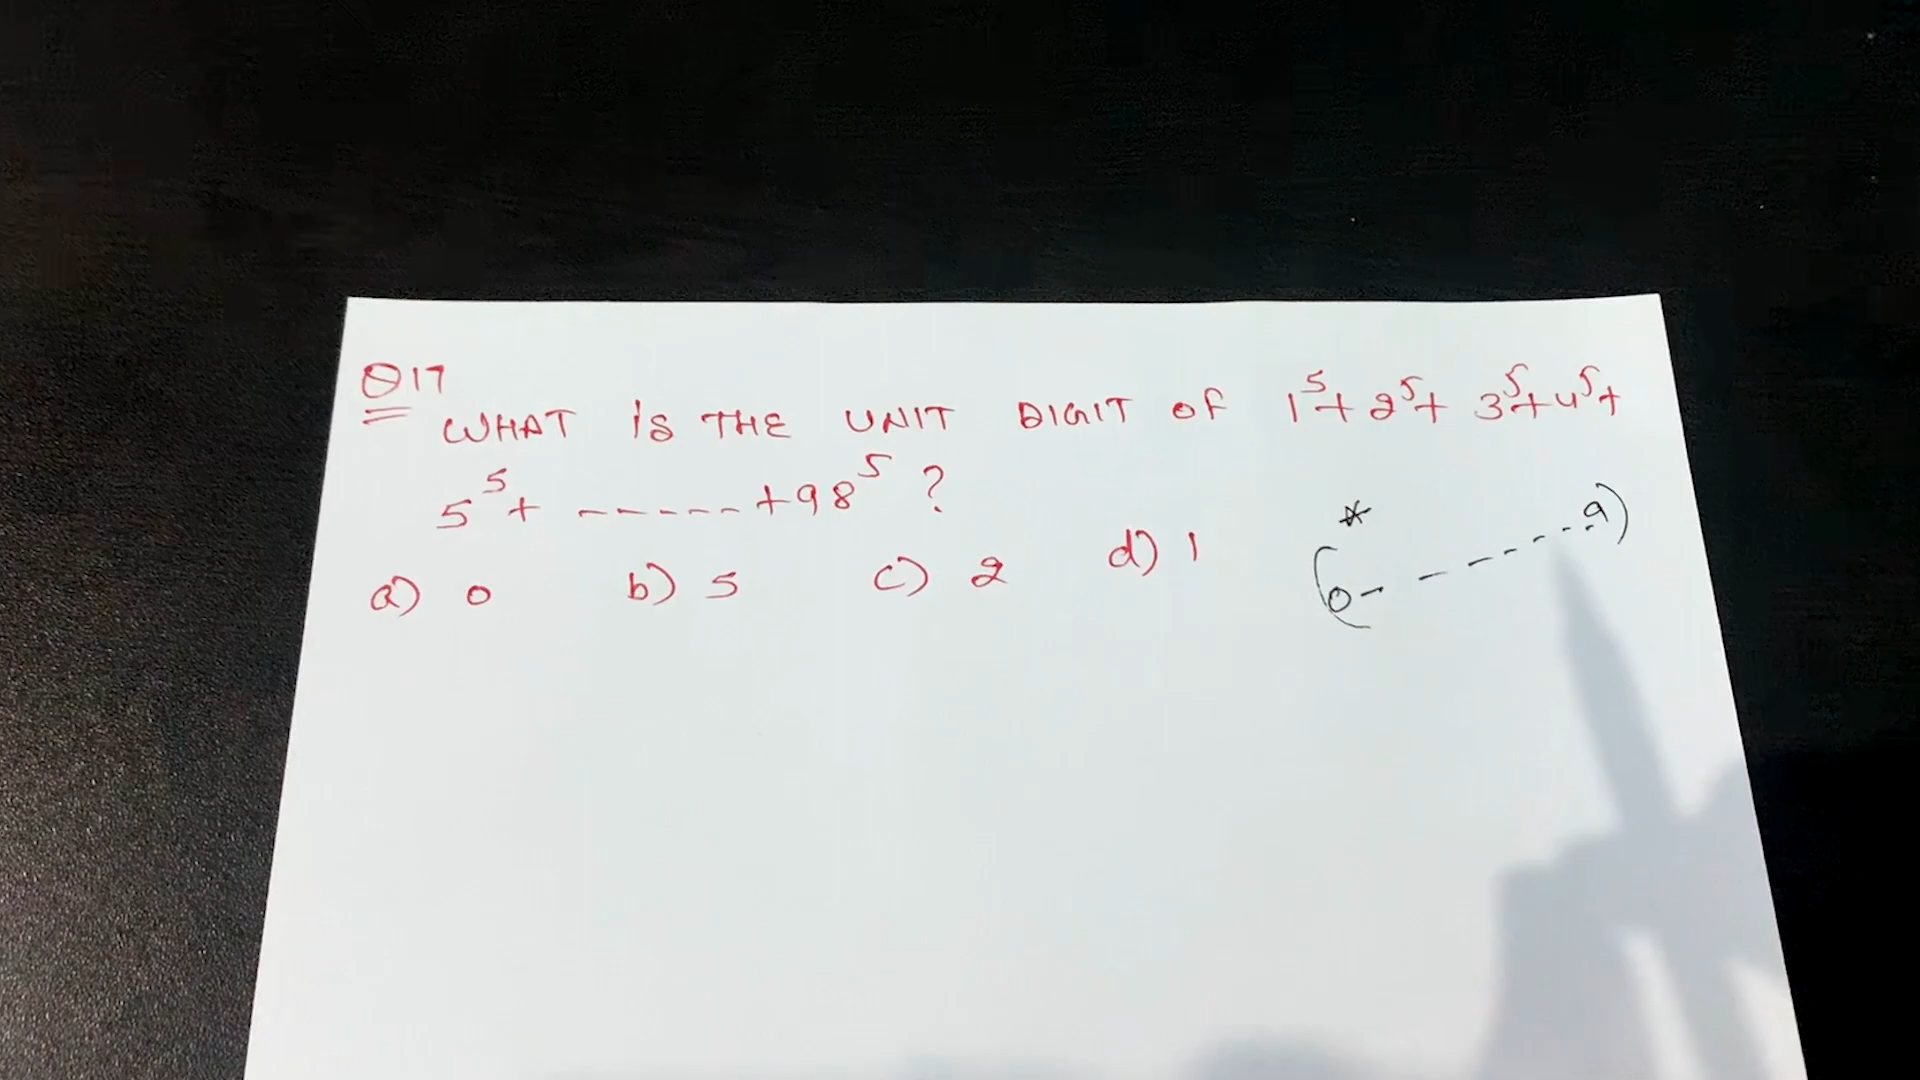 Q17
WHAT IS THE UNIT DIGIT OF 1⁵+ 2⁵+ 3⁵+4⁵+
5⁵+ ------+98⁵ ?
a) 0 b) 5 c) 2 d) 1
*
(0- - - - - - - 9)